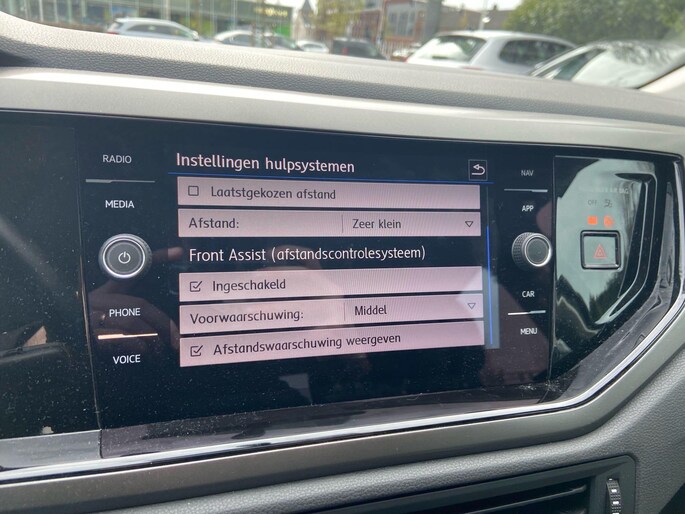 RADIO
MEDIA
PHONE
VOICE
Instellingen hulpsystemen
Laatstgekozen afstand
Afstand: Zeer klein
Front Assist (afstandscontrolesysteem)
Ingeschakeld
Voorwaarschuwing: Middel
Afstandswaarschuwing weergeven
NAV
APP
CAR
MENU
OFF